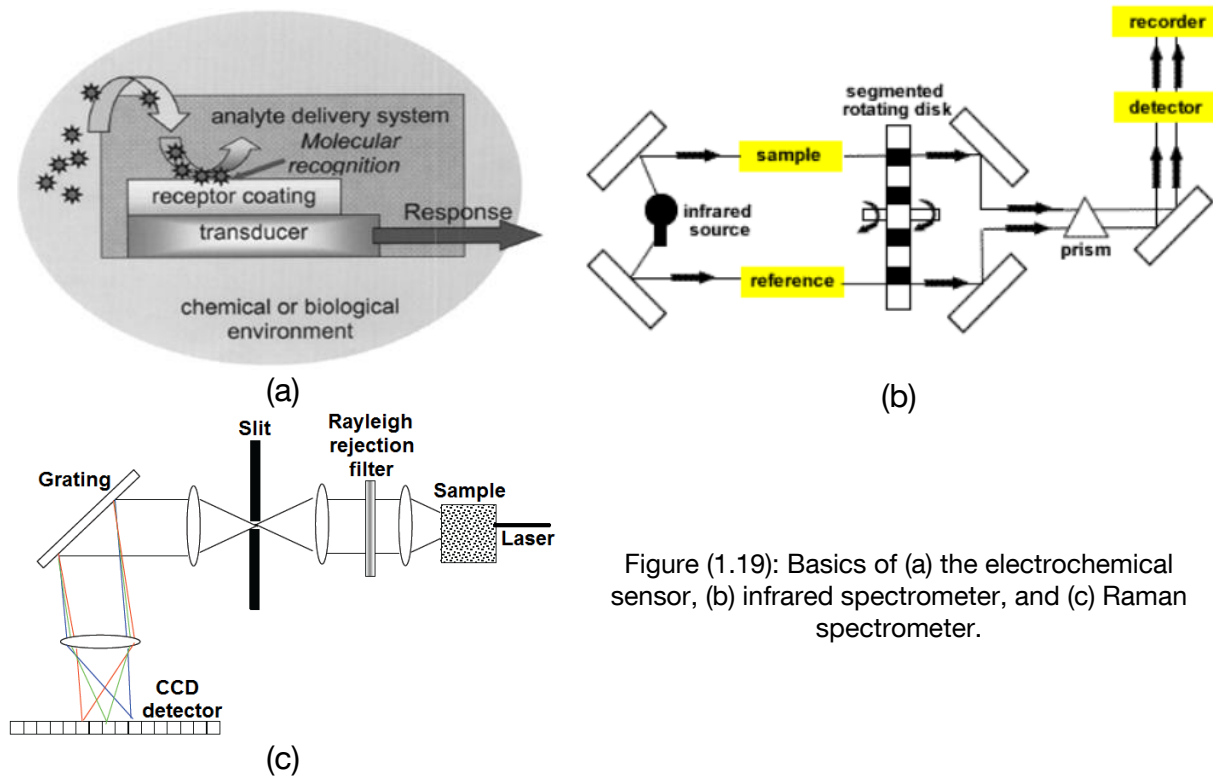 analyte delivery system
Molecular
recognition
receptor coating
transducer
Response
chemical or biological
environment
(a)
recorder
detector
segmented
rotating disk
sample
infrared
source
prism
reference
(b)
Slit
Rayleigh
rejection
filter
Grating
Sample
Laser
CCD
detector
(c)
Figure (1.19): Basics of (a) the electrochemical
sensor, (b) infrared spectrometer, and (c) Raman
spectrometer.